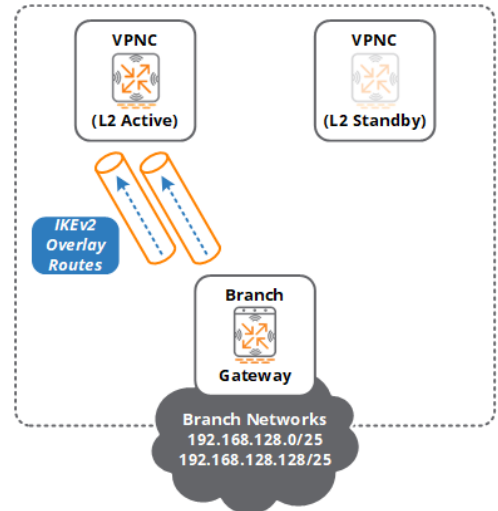 VPNC
(L2 Active)
VPNC
(L2 Standby)
IKEv2
Overlay
Routes
Branch
Gateway
Branch Networks
192.168.128.0/25
192.168.128.128/25